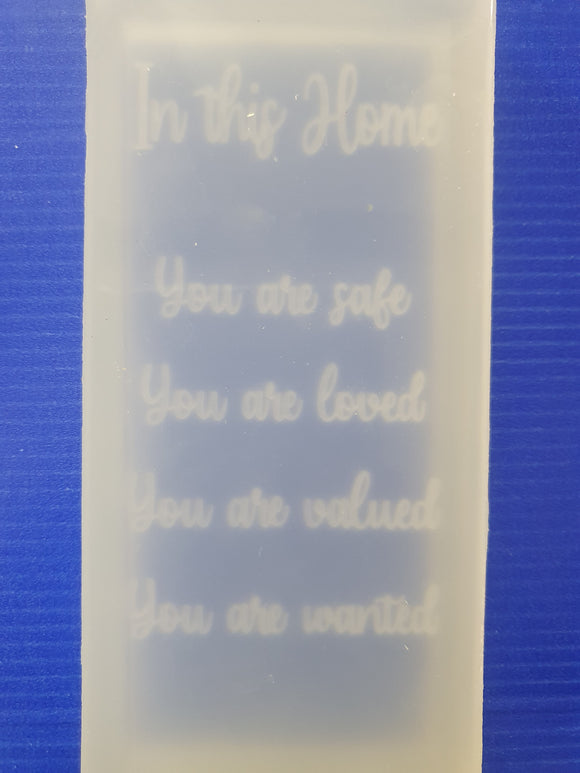 In this Home
You are safe
You are loved
You are valued
You are wanted